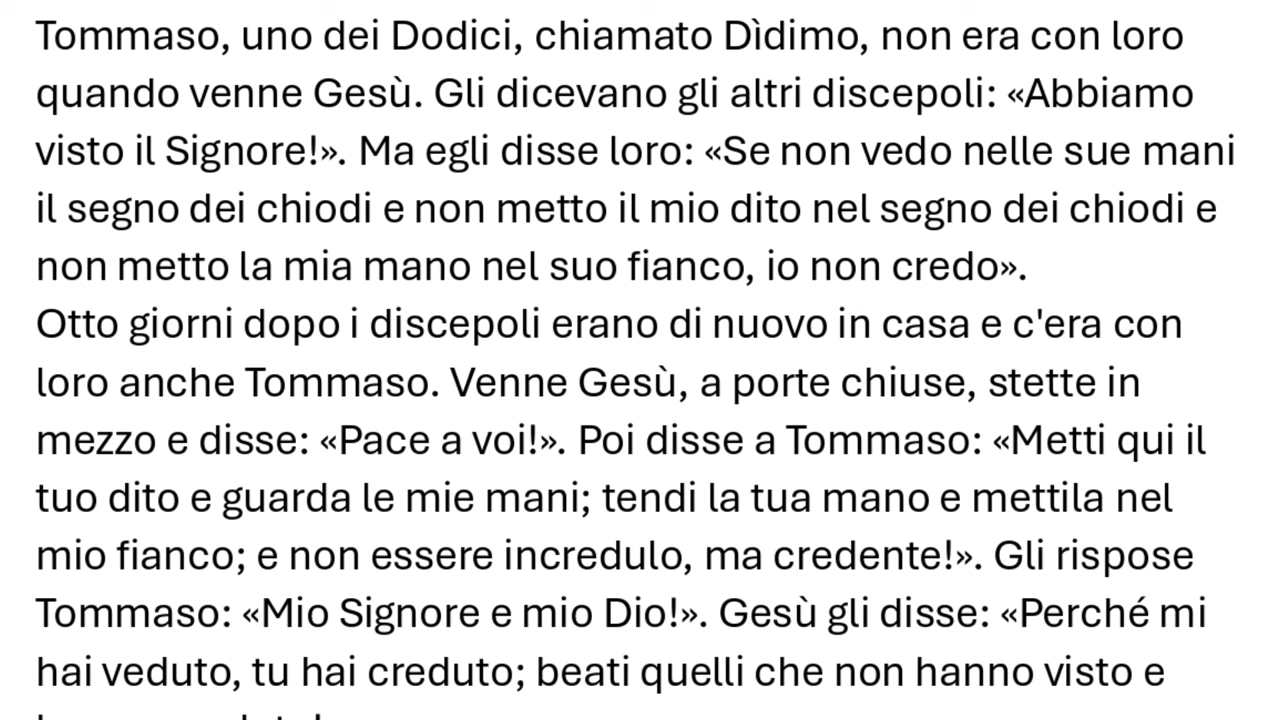 Tommaso, uno dei Dodici, chiamato Dìdimo, non era con loro
quando venne Gesù. Gli dicevano gli altri discepoli: «Abbiamo
visto il Signore!». Ma egli disse loro: «Se non vedo nelle sue mani
il segno dei chiodi e non metto il mio dito nel segno dei chiodi e
non metto la mia mano nel suo fianco, io non credo».
Otto giorni dopo i discepoli erano di nuovo in casa e c'era con
loro anche Tommaso. Venne Gesù, a porte chiuse, stette in
mezzo e disse: «Pace a voi!». Poi disse a Tommaso: «Metti qui il
tuo dito e guarda le mie mani; tendi la tua mano e mettila nel
mio fianco; e non essere incredulo, ma credente!». Gli rispose
Tommaso: «Mio Signore e mio Dio!». Gesù gli disse: «Perché mi
hai veduto, tu hai creduto; beati quelli che non hanno visto e